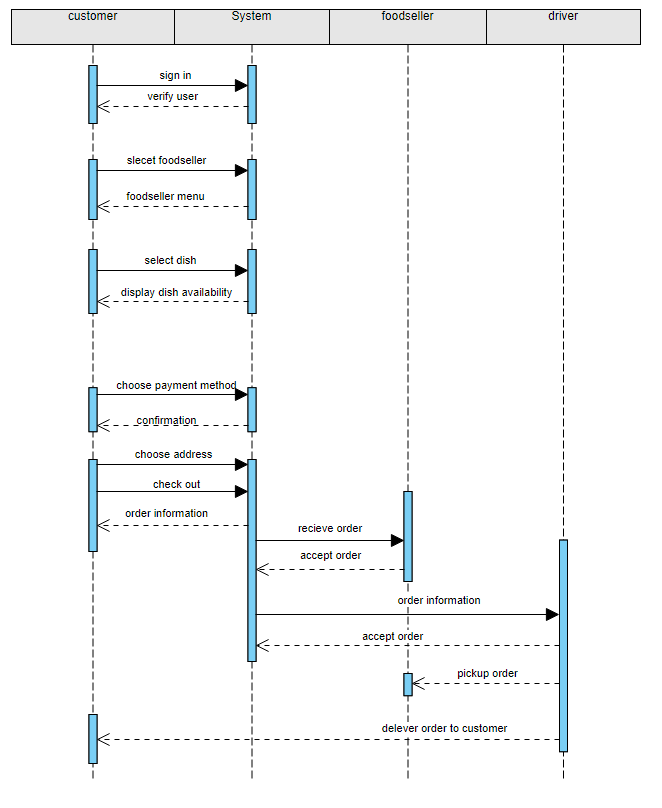 customer
System
foodseller
driver
sign in
verify user
slecet foodseller
foodseller menu
select dish
display dish availability
choose payment method
confirmation
choose address
check out
order information
recieve order
accept order
order information
accept order
pickup order
delever order to customer